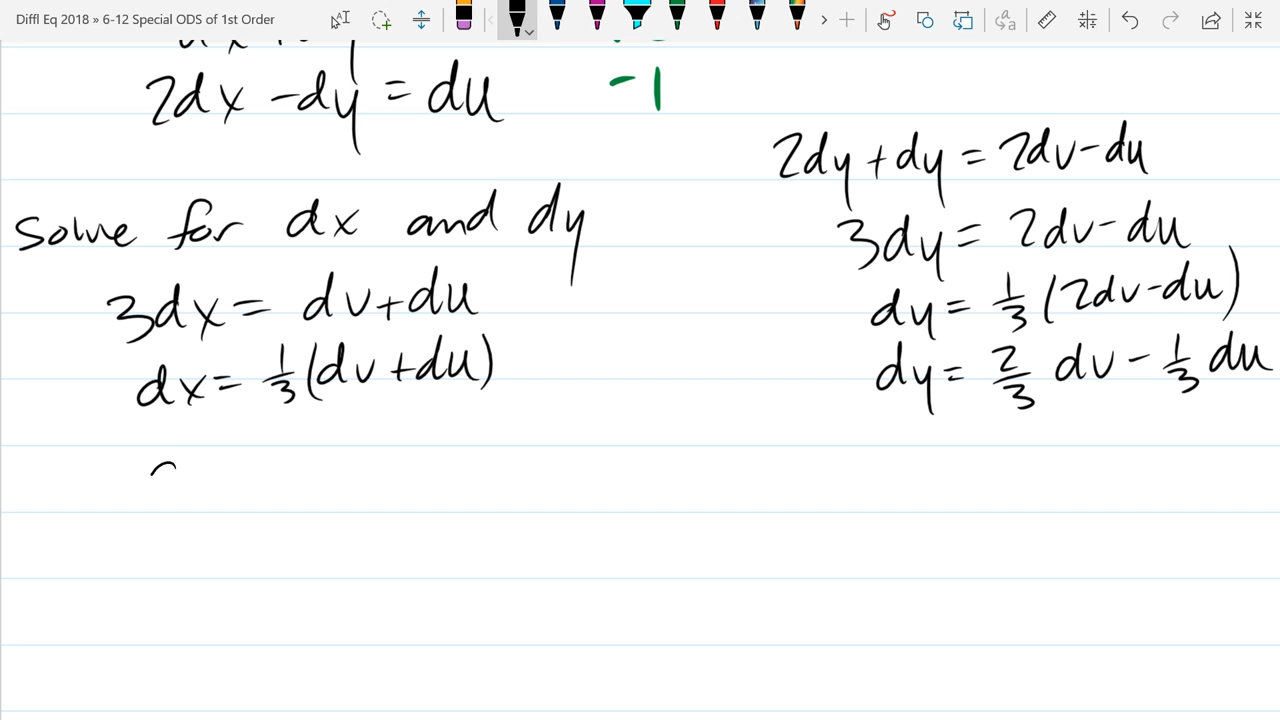 Diffl Eq 2018 » 6-12 Special ODS of 1st Order
2dx - dy = du
-1
2dy + dy = 2dv - du
3dy = 2dv - du
dy = 1/3 (2dv - du)
dy = 2/3 dv - 1/3 du
Solve for dx and dy
3dx = dv + du
dx = 1/3 (dv + du)